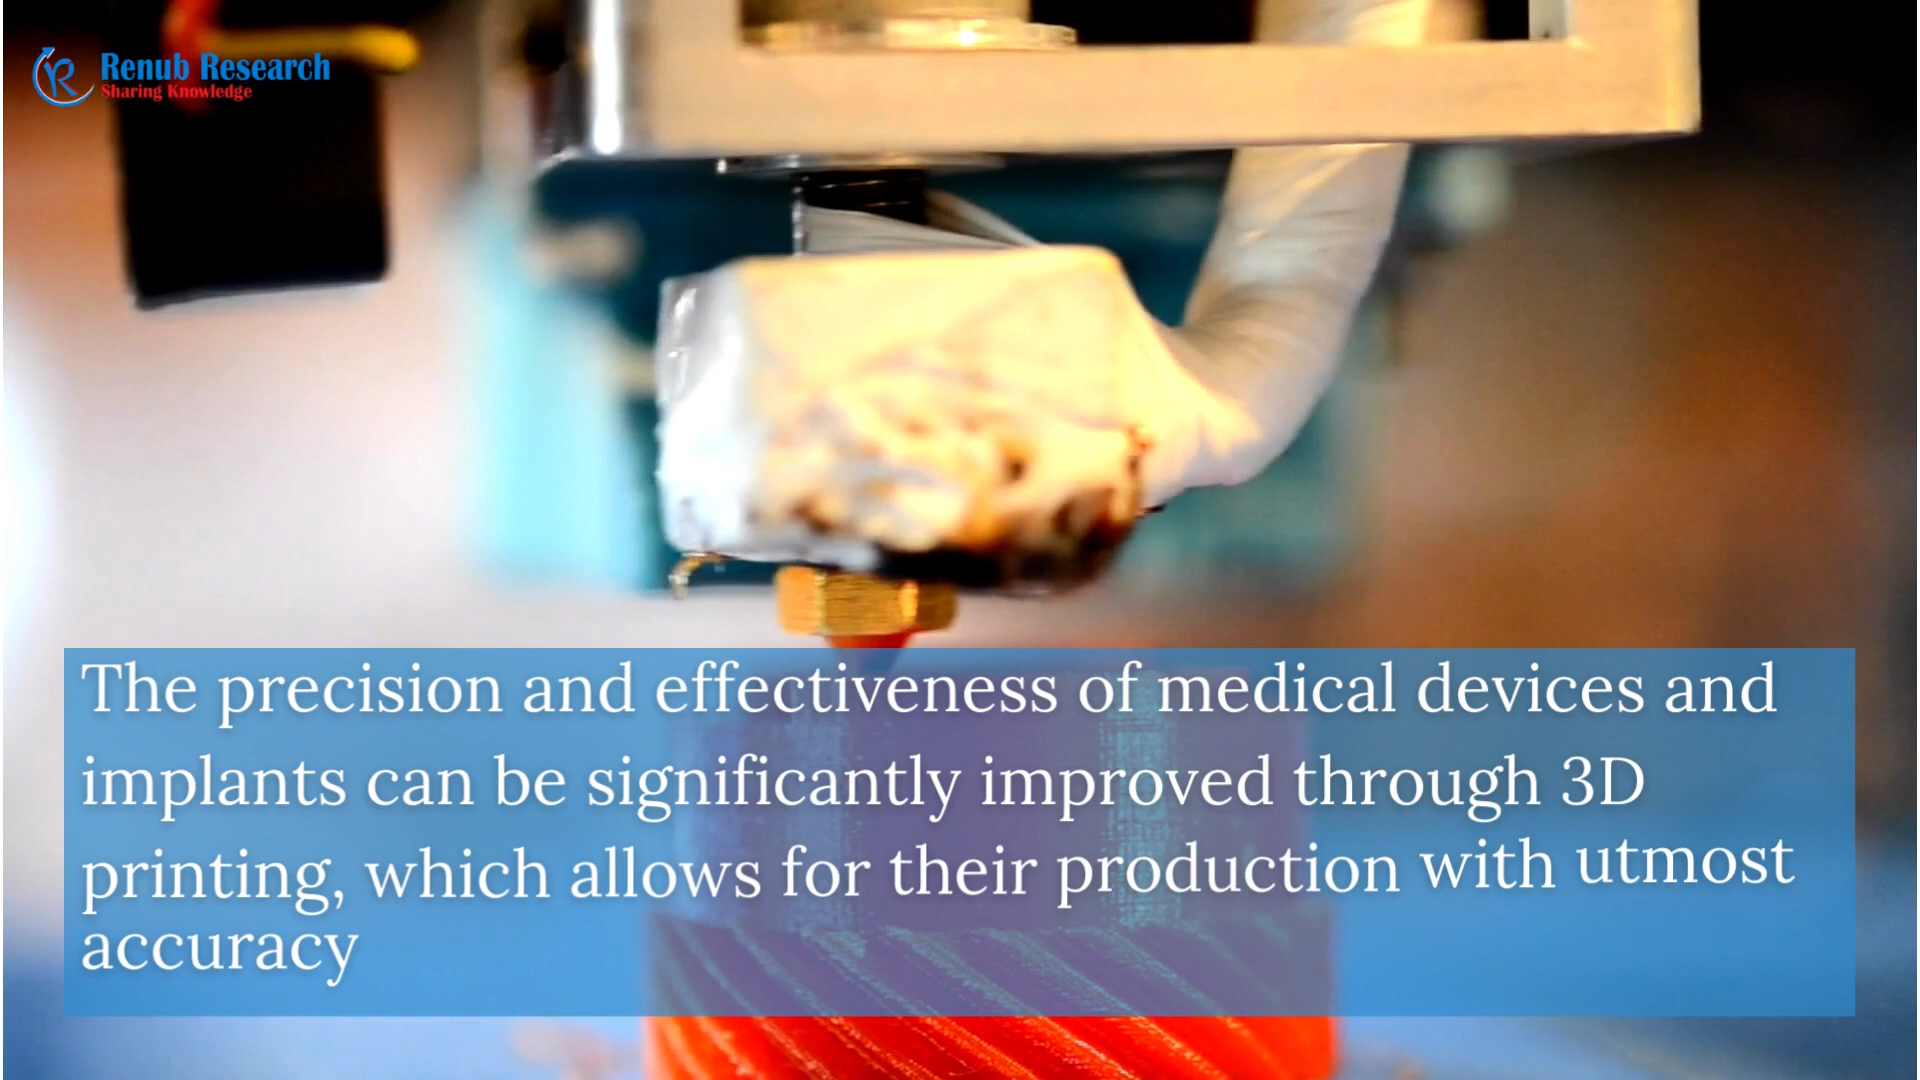 Renub Research
Sharing Knowledge
The precision and effectiveness of medical devices and
implants can be significantly improved through 3D
printing, which allows for their production with utmost
accuracy